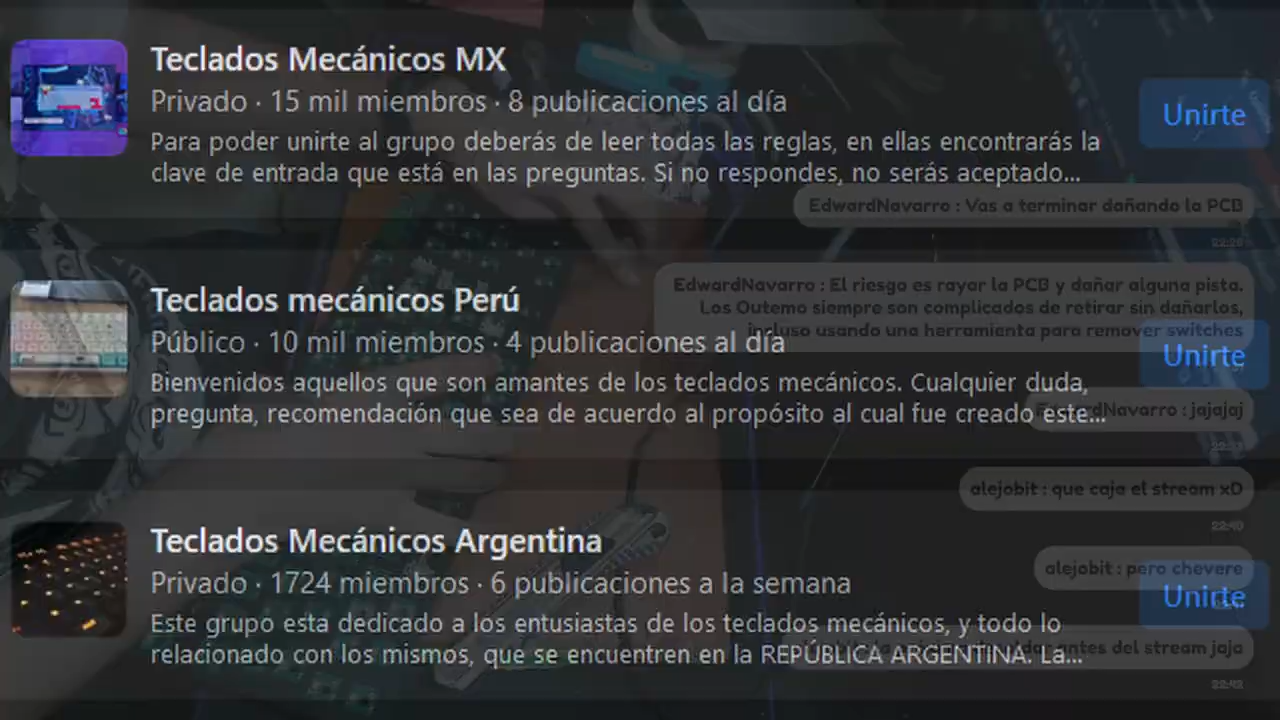 Teclados Mecánicos MX
Privado · 15 mil miembros · 8 publicaciones al día
Para poder unirte al grupo deberás de leer todas las reglas, en ellas encontrarás la
clave de entrada que está en las preguntas. Si no respondes, no serás aceptado...
Unirte
EdwardNavarro : Vas a terminar dañando la PCB
22:28
EdwardNavarro : El riesgo es rayar la PCB y dañar alguna pista.
Los Outemo siempre son complicados de retirar sin dañarlos,
incluso usando una herramienta para remover switches
Teclados mecánicos Perú
Público · 10 mil miembros · 4 publicaciones al día
Bienvenidos aquellos que son amantes de los teclados mecánicos. Cualquier duda,
pregunta, recomendación que sea de acuerdo al propósito al cual fue creado este...
Unirte
EdwardNavarro : jajajaj
alejobit : que caja el stream xD
22:40
Teclados Mecánicos Argentina
Privado · 1724 miembros · 6 publicaciones a la semana
Este grupo esta dedicado a los entusiastas de los teclados mecánicos, y todo lo
relacionado con los mismos, que se encuentren en la REPÚBLICA ARGENTINA. La...
Unirte
alejobit : pero chevere
antes del stream jaja
22:42